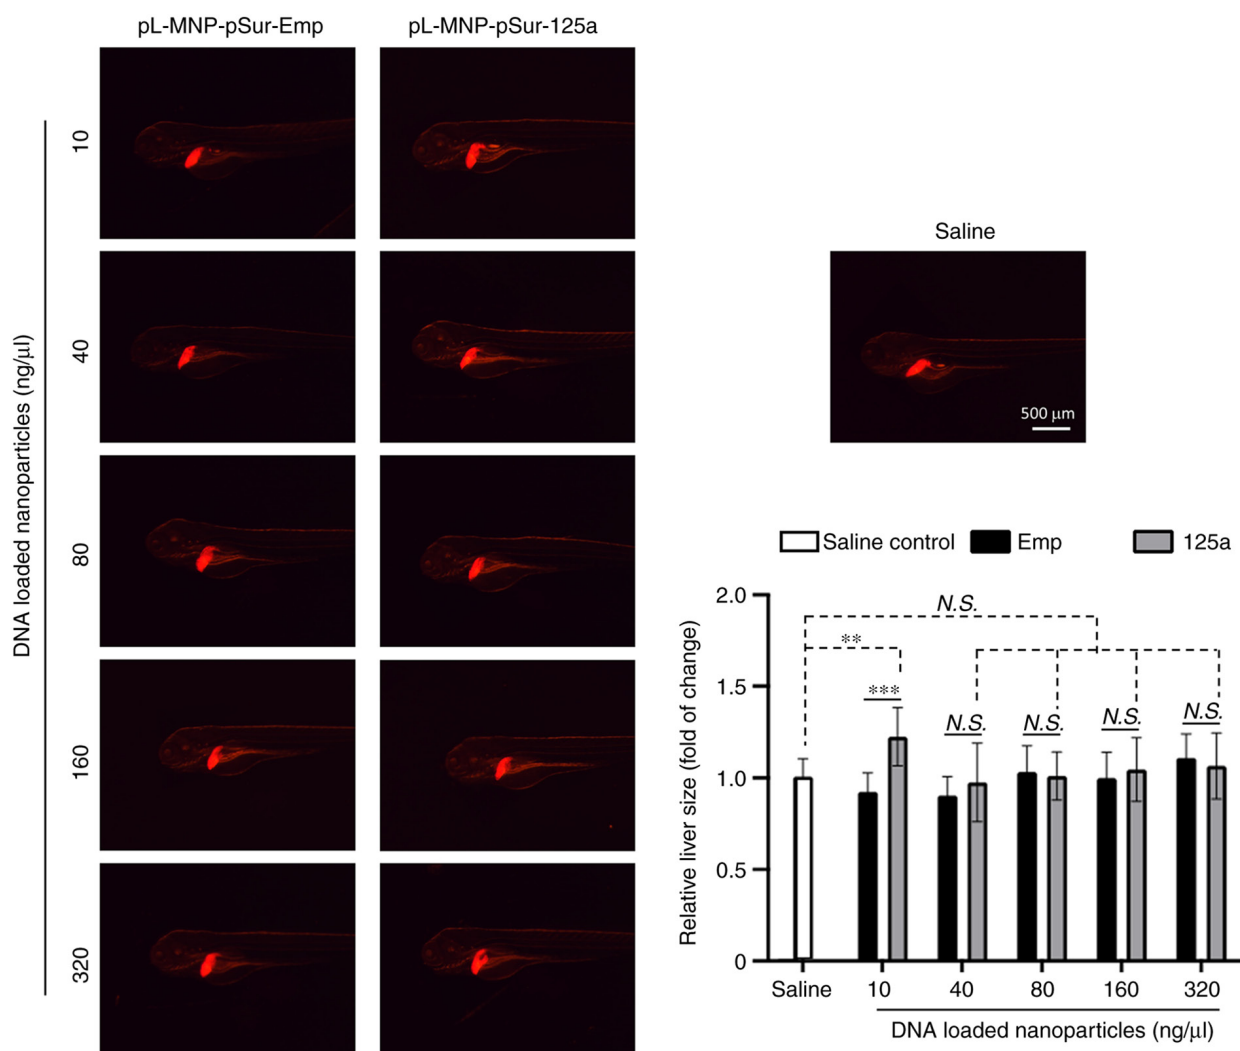 pL-MNP-pSur-Emp
pL-MNP-pSur-125a
DNA loaded nanoparticles (ng/μl)
10
40
80
160
320
Saline
500 μm
Saline control
Emp
125a
Relative liver size (fold of change)
2.0
1.5
1.0
0.5
0
N.S.
**
***
N.S.
N.S.
N.S.
N.S.
Saline
10
40
80
160
320
DNA loaded nanoparticles (ng/μl)